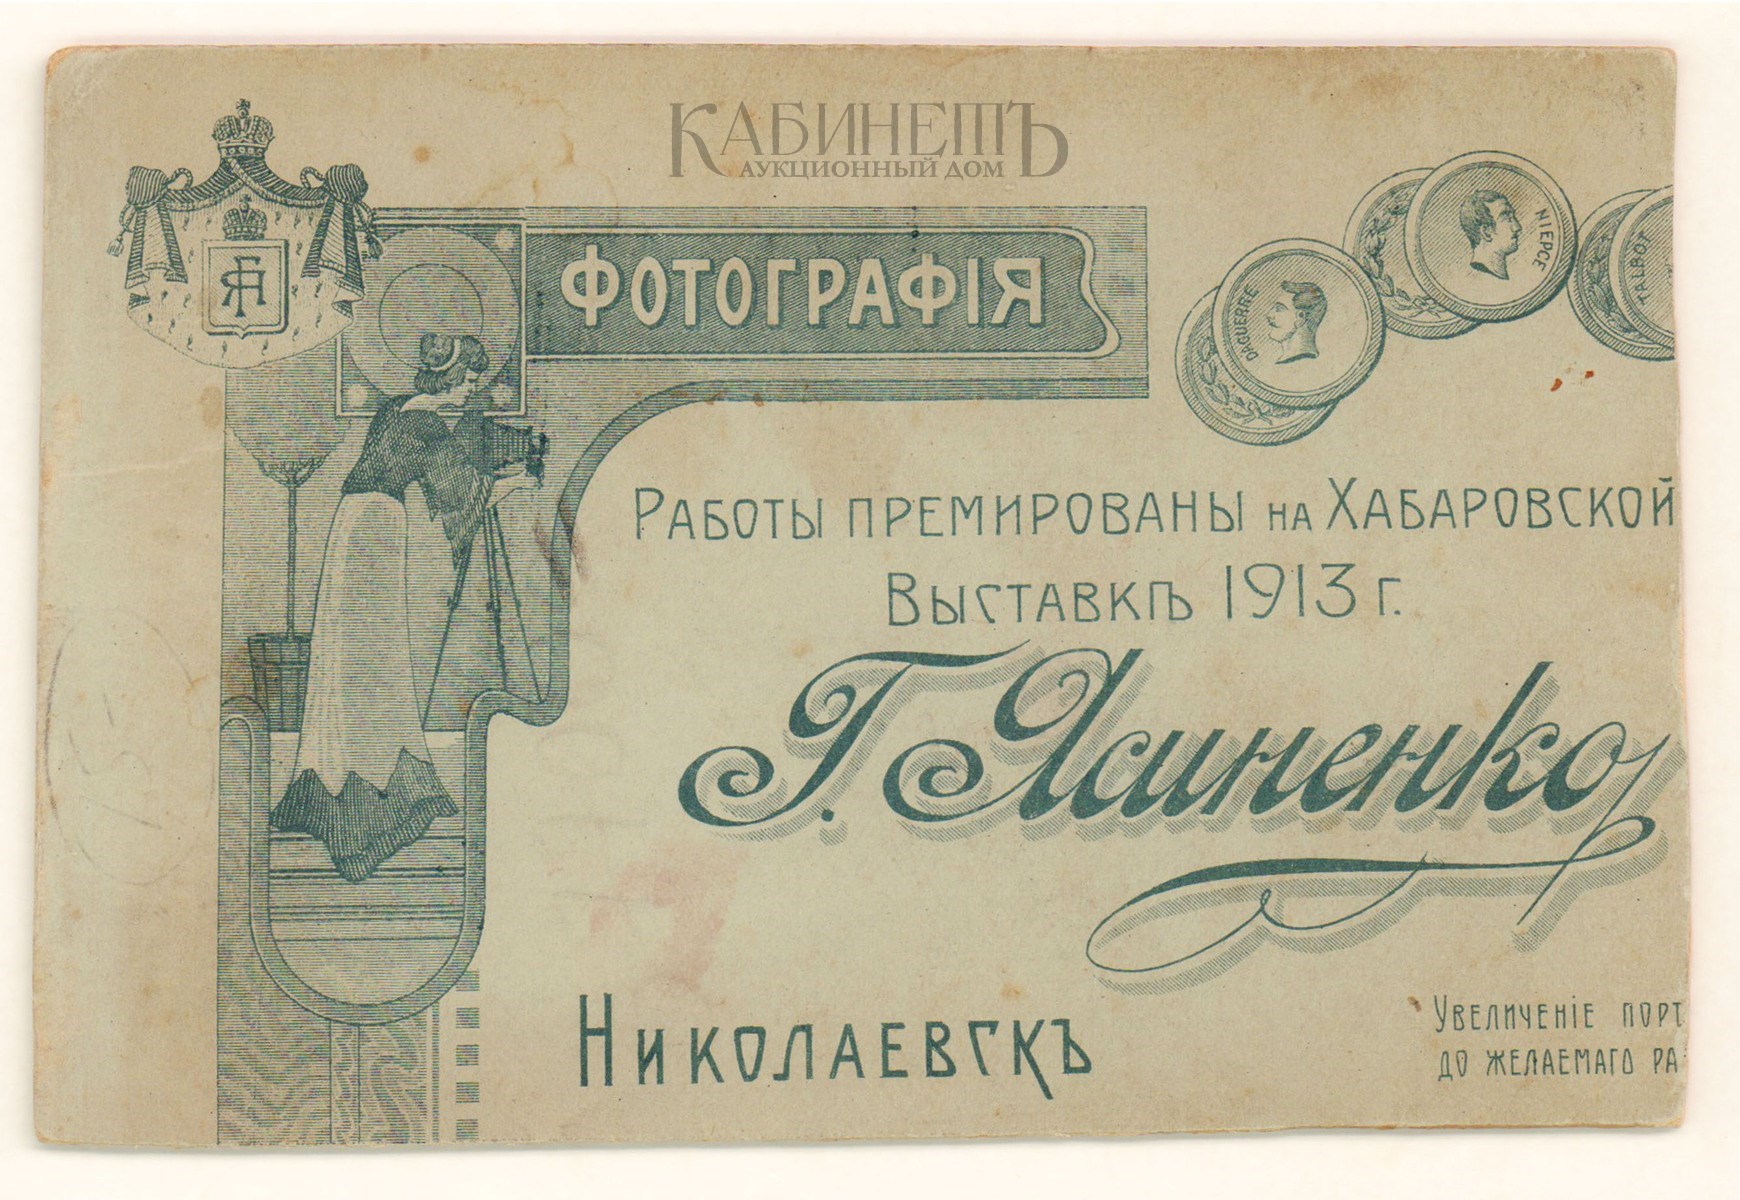 КАБИНЕТЪ
АУКЦИОННЫЙ ДОМ
ФОТОГРАФІЯ
DAGUERRE
NIEPCE
TALBOT
РАБОТЫ ПРЕМИРОВАНЫ НА ХАБАРОВСКОЙ
ВЫСТАВКѢ 1913 г.
Г. Ясиненко
НИКОЛАЕВСКЪ
УВЕЛИЧЕНІЕ ПОРТ
ДО ЖЕЛАЕМАГО РА